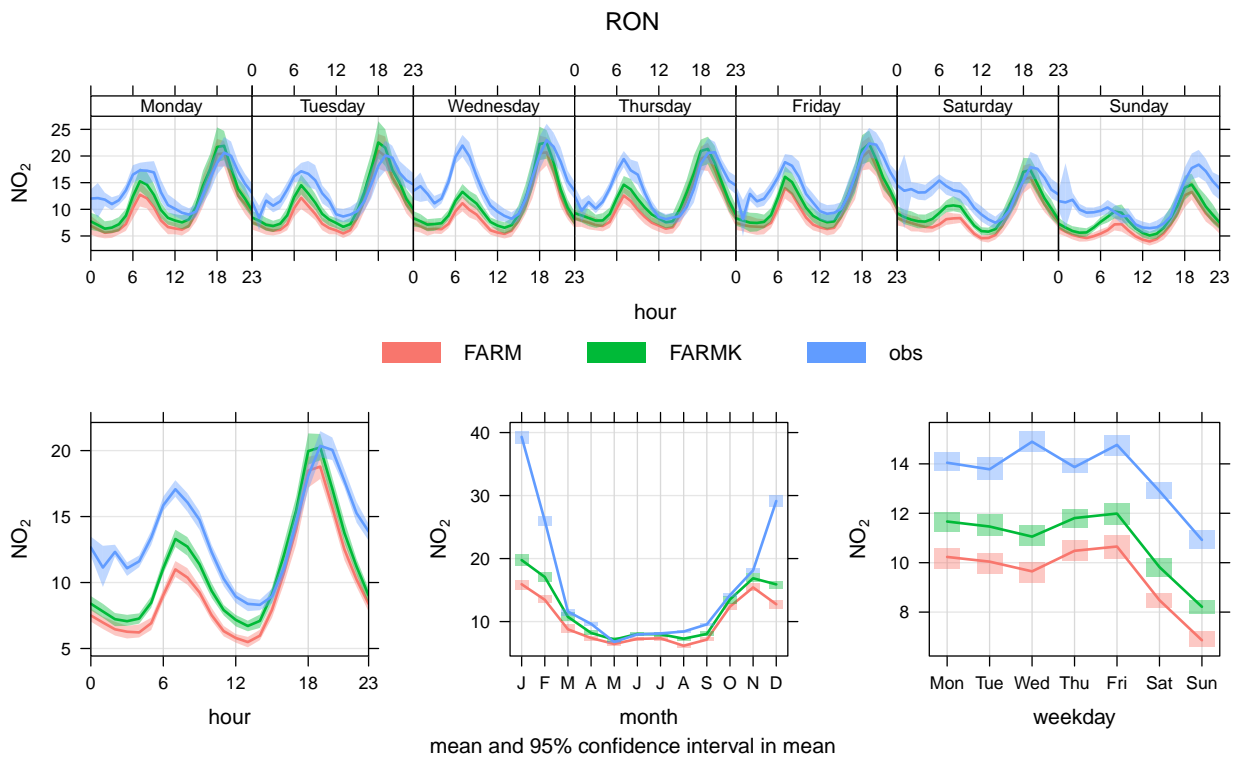 RON
0 6 12 18 23 0 6 12 18 23 0 6 12 18 23
Monday Tuesday Wednesday Thursday Friday Saturday Sunday
NO2
25
20
15
10
5
0 6 12 18 23 0 6 12 18 23 0 6 12 18 23 0 6 12 18 23
hour
FARM FARMK obs
NO2
20
15
10
5
0 6 12 18 23
hour
NO2
40
30
20
10
J F M A M J J A S O N D
month
NO2
14
12
10
8
Mon Tue Wed Thu Fri Sat Sun
weekday
mean and 95% confidence interval in mean